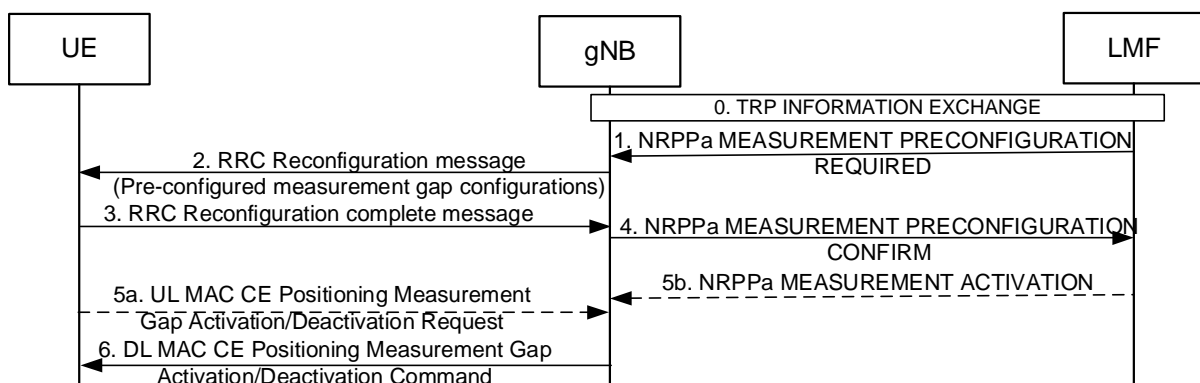 UE
gNB
LMF
0. TRP INFORMATION EXCHANGE
1. NRPPa MEASUREMENT PRECONFIGURATION
REQUIRED
2. RRC Reconfiguration message
(Pre-configured measurement gap configurations)
3. RRC Reconfiguration complete message
4. NRPPa MEASUREMENT PRECONFIGURATION
CONFIRM
5a. UL MAC CE Positioning Measurement
Gap Activation/Deactivation Request
5b. NRPPa MEASUREMENT ACTIVATION
6. DL MAC CE Positioning Measurement Gap
Activation/Deactivation Command